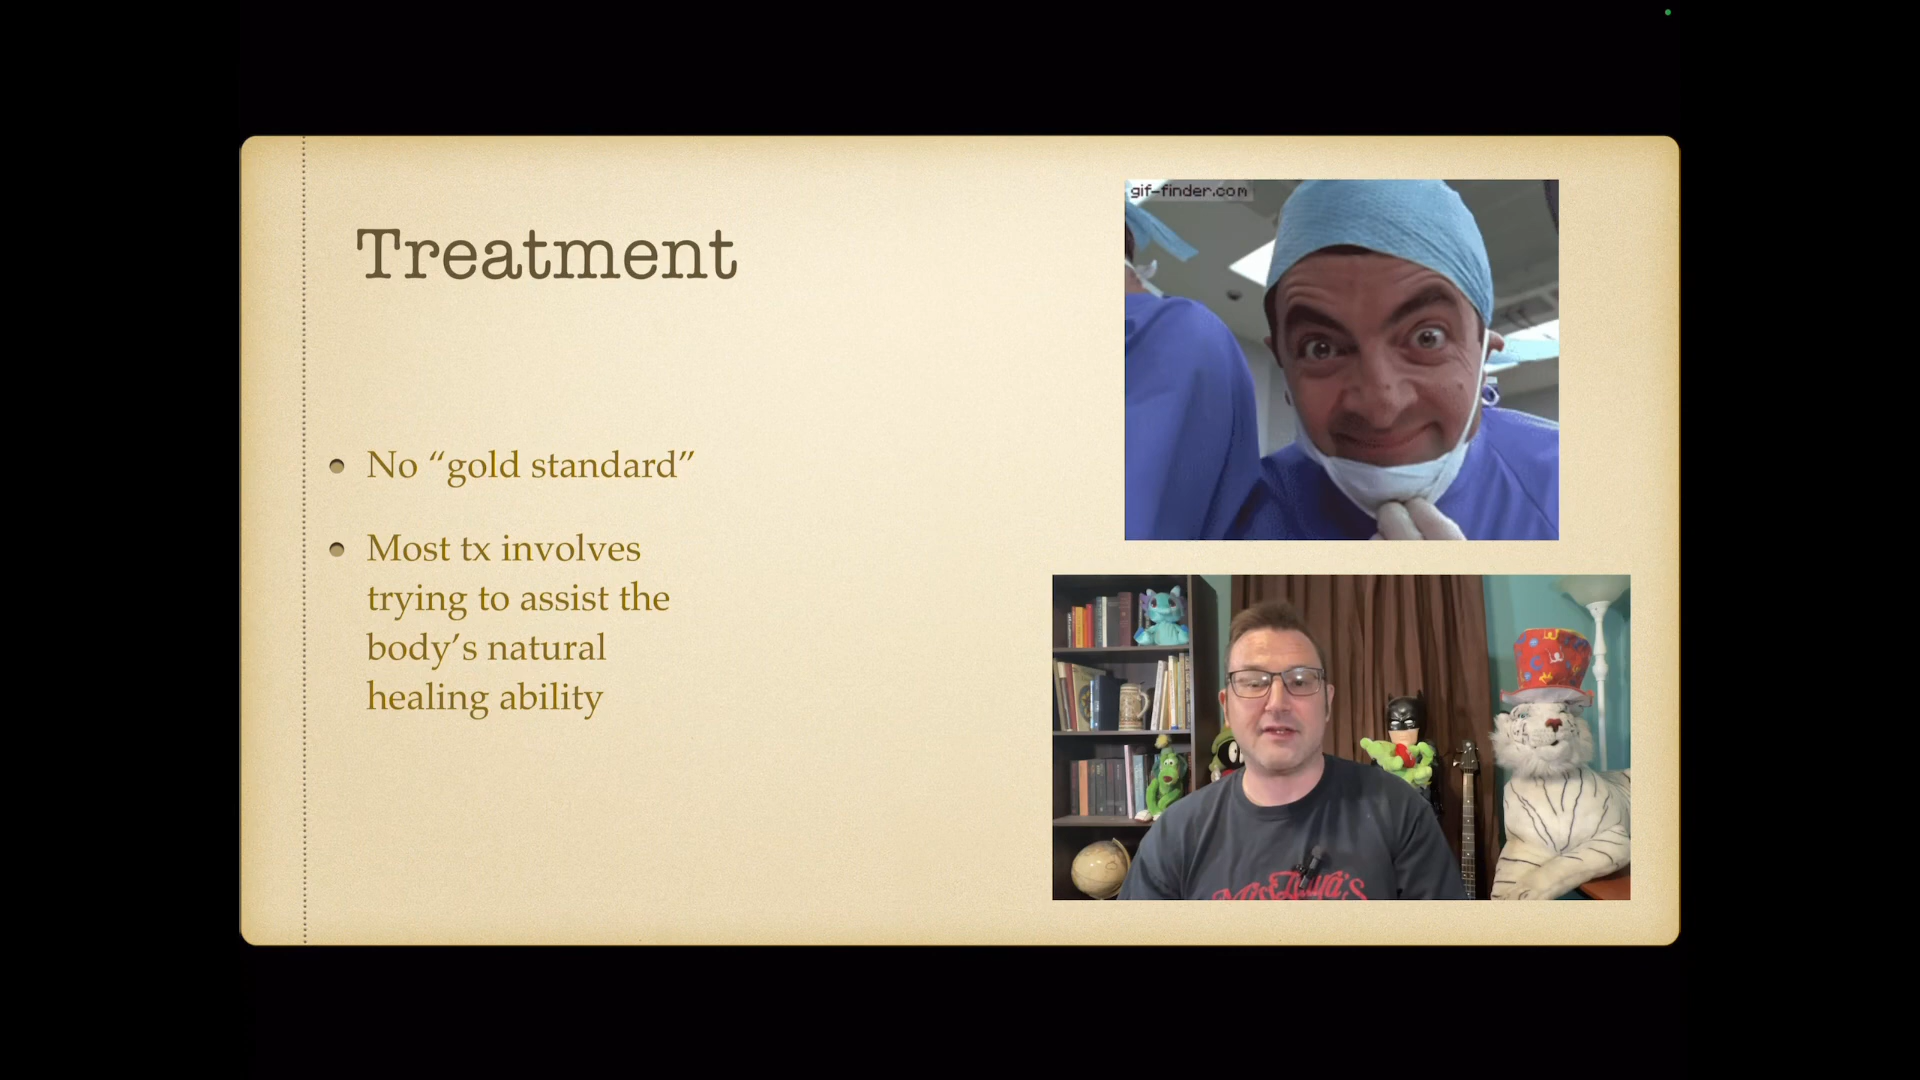 gif-finder.com
Treatment
• No “gold standard”
• Most tx involves
trying to assist the
body’s natural
healing ability